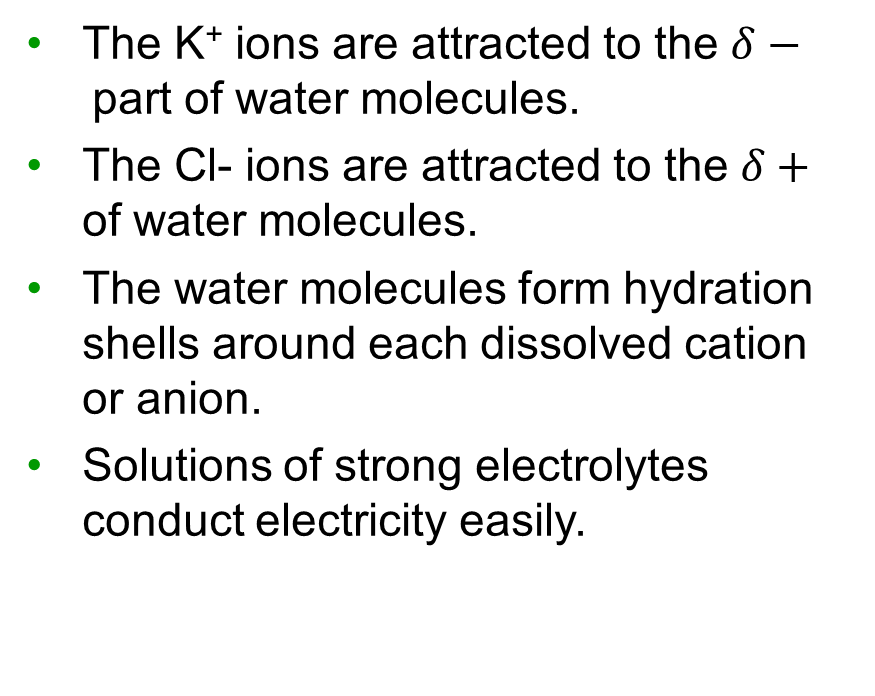 • The K⁺ ions are attracted to the δ −
part of water molecules.
• The Cl- ions are attracted to the δ +
of water molecules.
• The water molecules form hydration
shells around each dissolved cation
or anion.
• Solutions of strong electrolytes
conduct electricity easily.